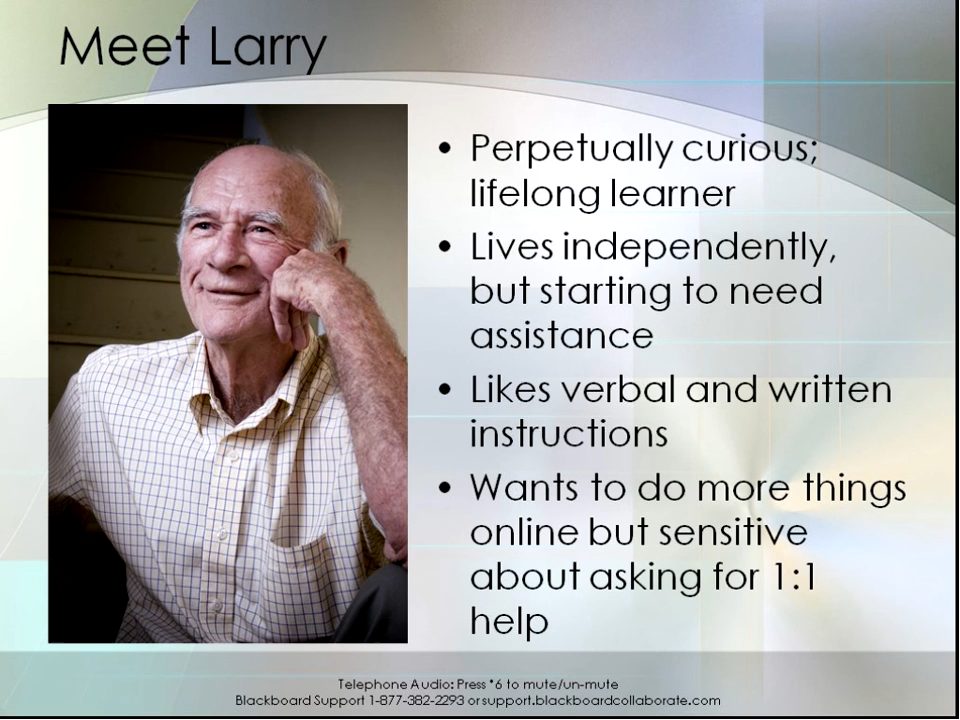 Meet Larry
• Perpetually curious;
lifelong learner
• Lives independently,
but starting to need
assistance
• Likes verbal and written
instructions
• Wants to do more things
online but sensitive
about asking for 1:1
help
Telephone Audio: Press *6 to mute/un-mute
Blackboard Support 1-877-382-2293 or support.blackboardcollaborate.com